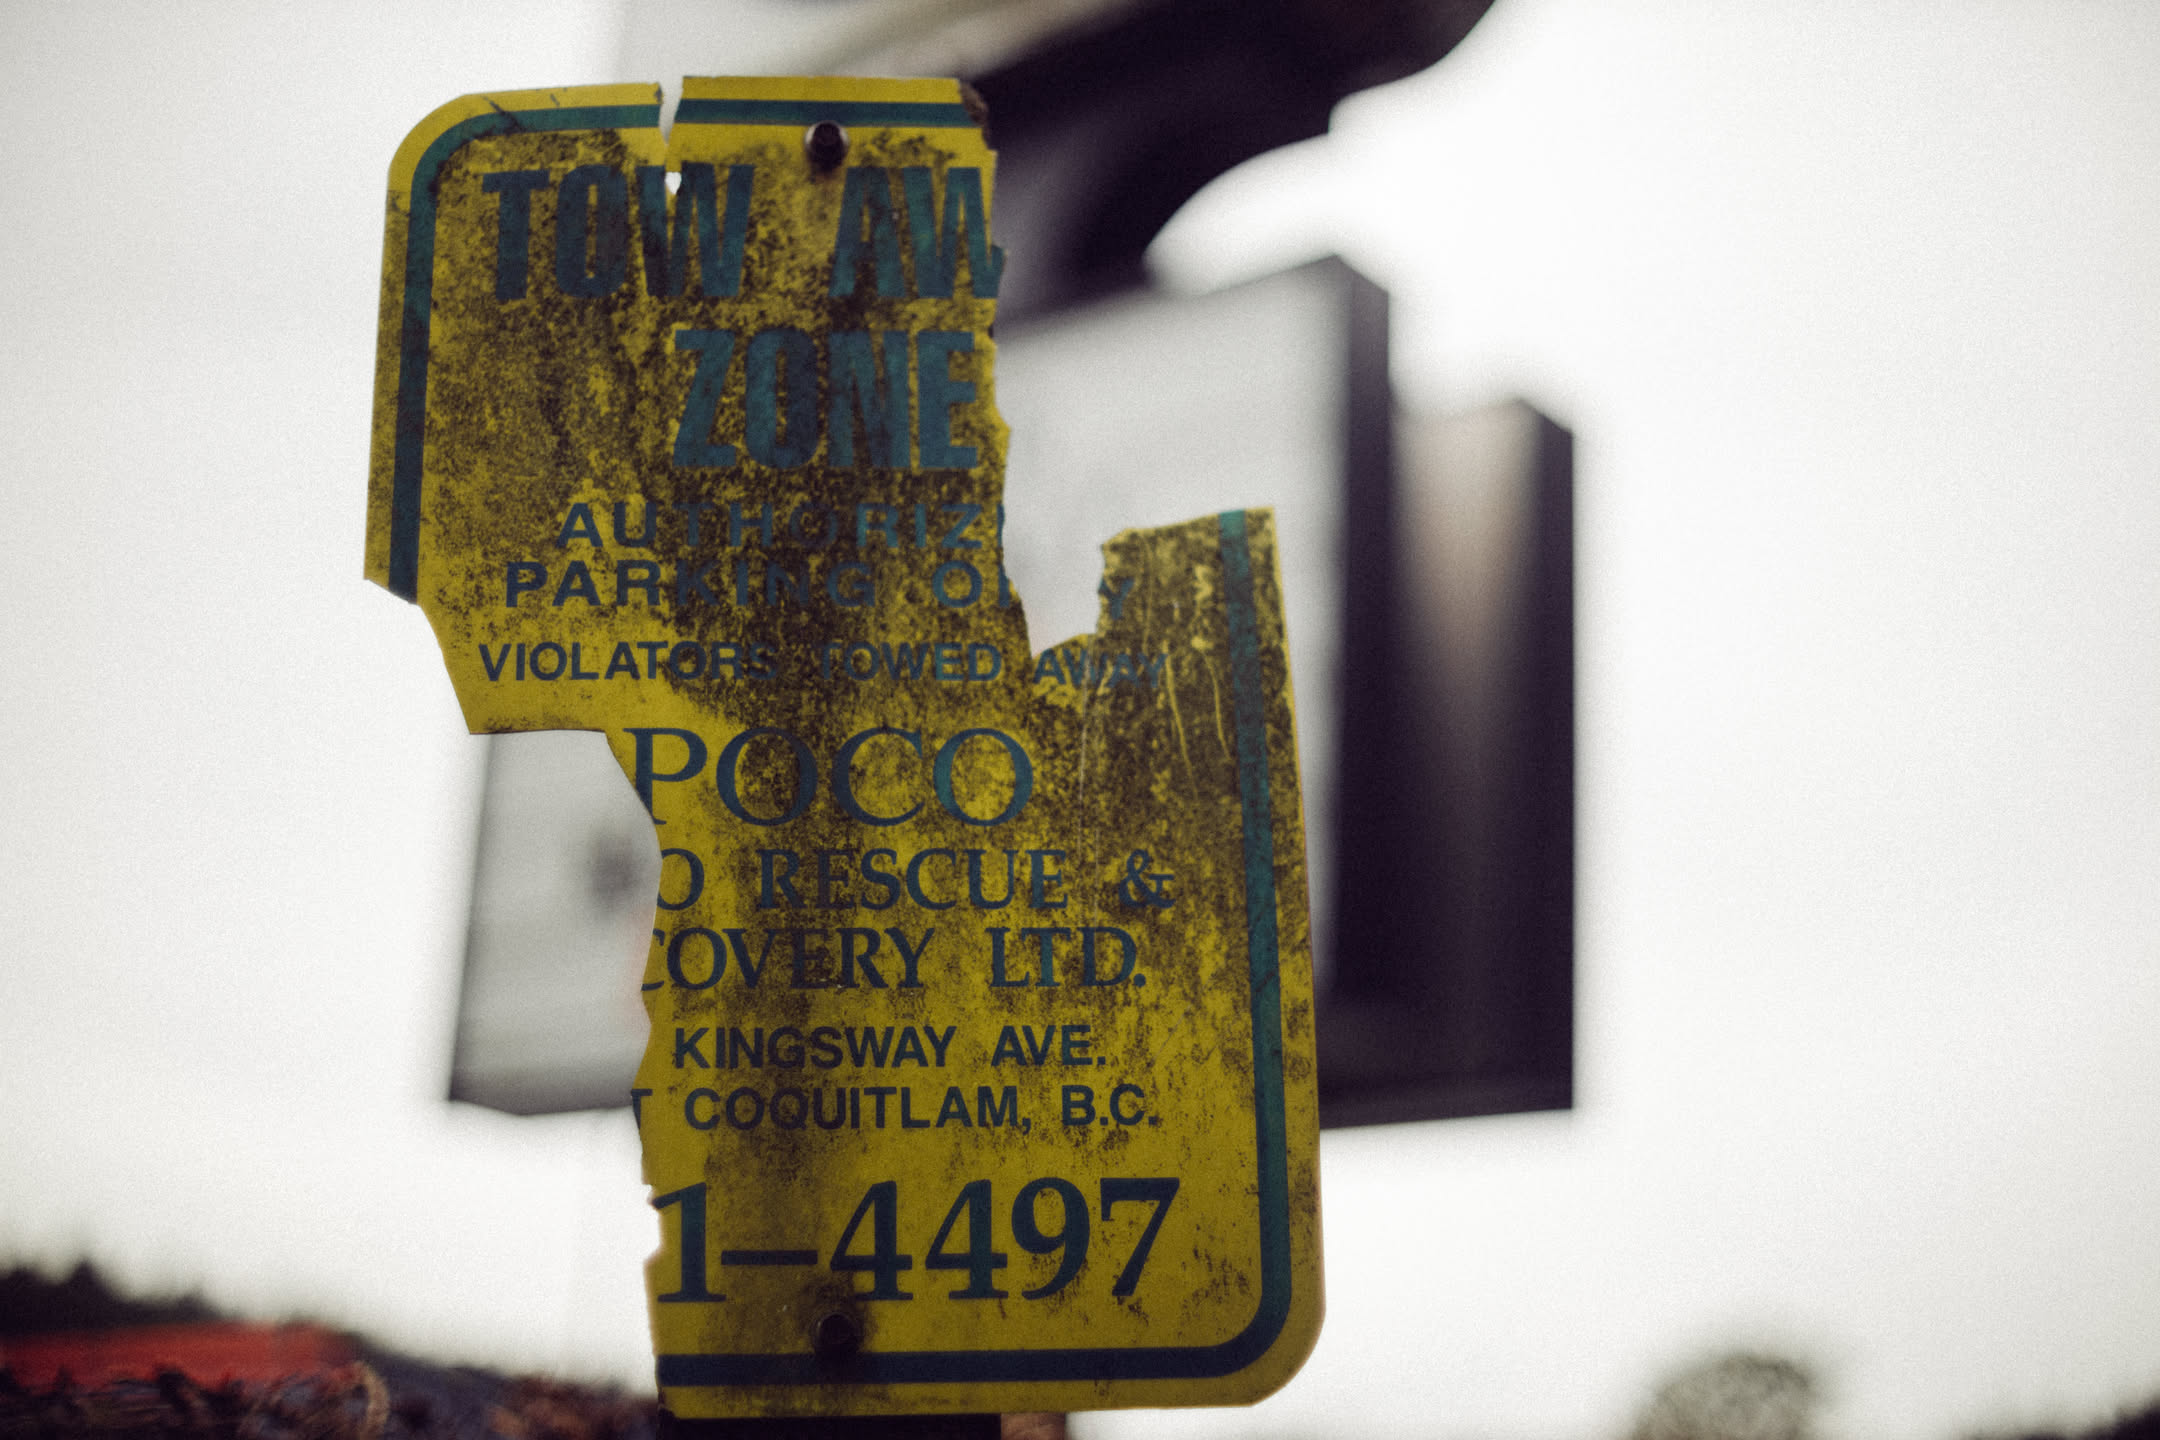 TOW AW
ZONE
AUTHORIZ
PARKING O Y
VIOLATORS TOWED AWAY
POCO
O RESCUE &
COVERY LTD.
KINGSWAY AVE.
T COQUITLAM, B.C.
1-4497